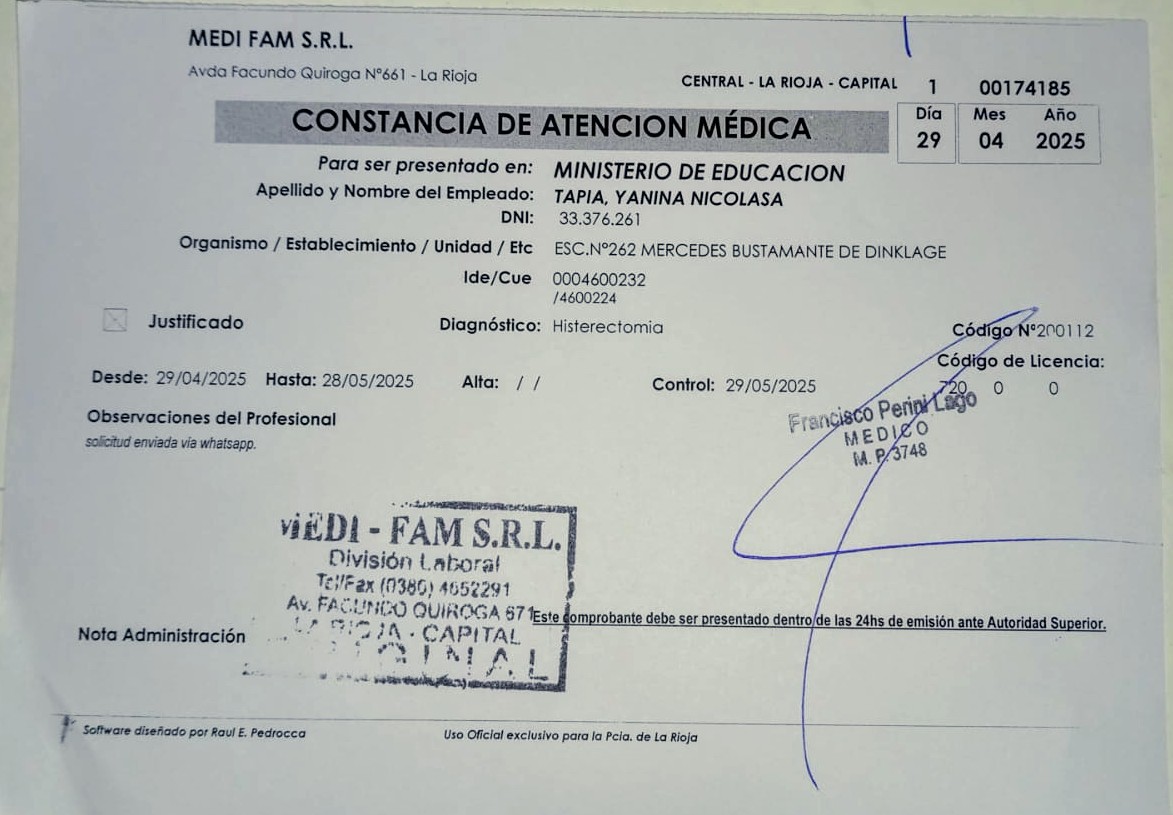 MEDI FAM S.R.L.
Avda Facundo Quiroga Nº661 - La Rioja
CENTRAL - LA RIOJA - CAPITAL 1 00174185
CONSTANCIA DE ATENCION MÉDICA
Día Mes Año
29 04 2025
Para ser presentado en: MINISTERIO DE EDUCACION
Apellido y Nombre del Empleado: TAPIA, YANINA NICOLASA
DNI: 33.376.261
Organismo / Establecimiento / Unidad / Etc ESC.Nº262 MERCEDES BUSTAMANTE DE DINKLAGE
Ide/Cue 0004600232
/4600224
Justificado Diagnóstico: Histerectomia Código Nº200112
Código de Licencia:
Desde: 29/04/2025 Hasta: 28/05/2025 Alta: / / Control: 29/05/2025 720 0 0
Francisco Perini Lago
MEDICO
M. P. 3748
Observaciones del Profesional
solicitud enviada via whatsapp.
MEDI - FAM S.R.L.
División Laboral
Tel/Fax (0380) 4652291
Av. FACUNDO QUIROGA 671
LA RIOJA - CAPITAL
Este comprobante debe ser presentado dentro de las 24hs de emisión ante Autoridad Superior.
Nota Administración
Software diseñado por Raul E. Pedrocca
Uso Oficial exclusivo para la Pcia. de La Rioja